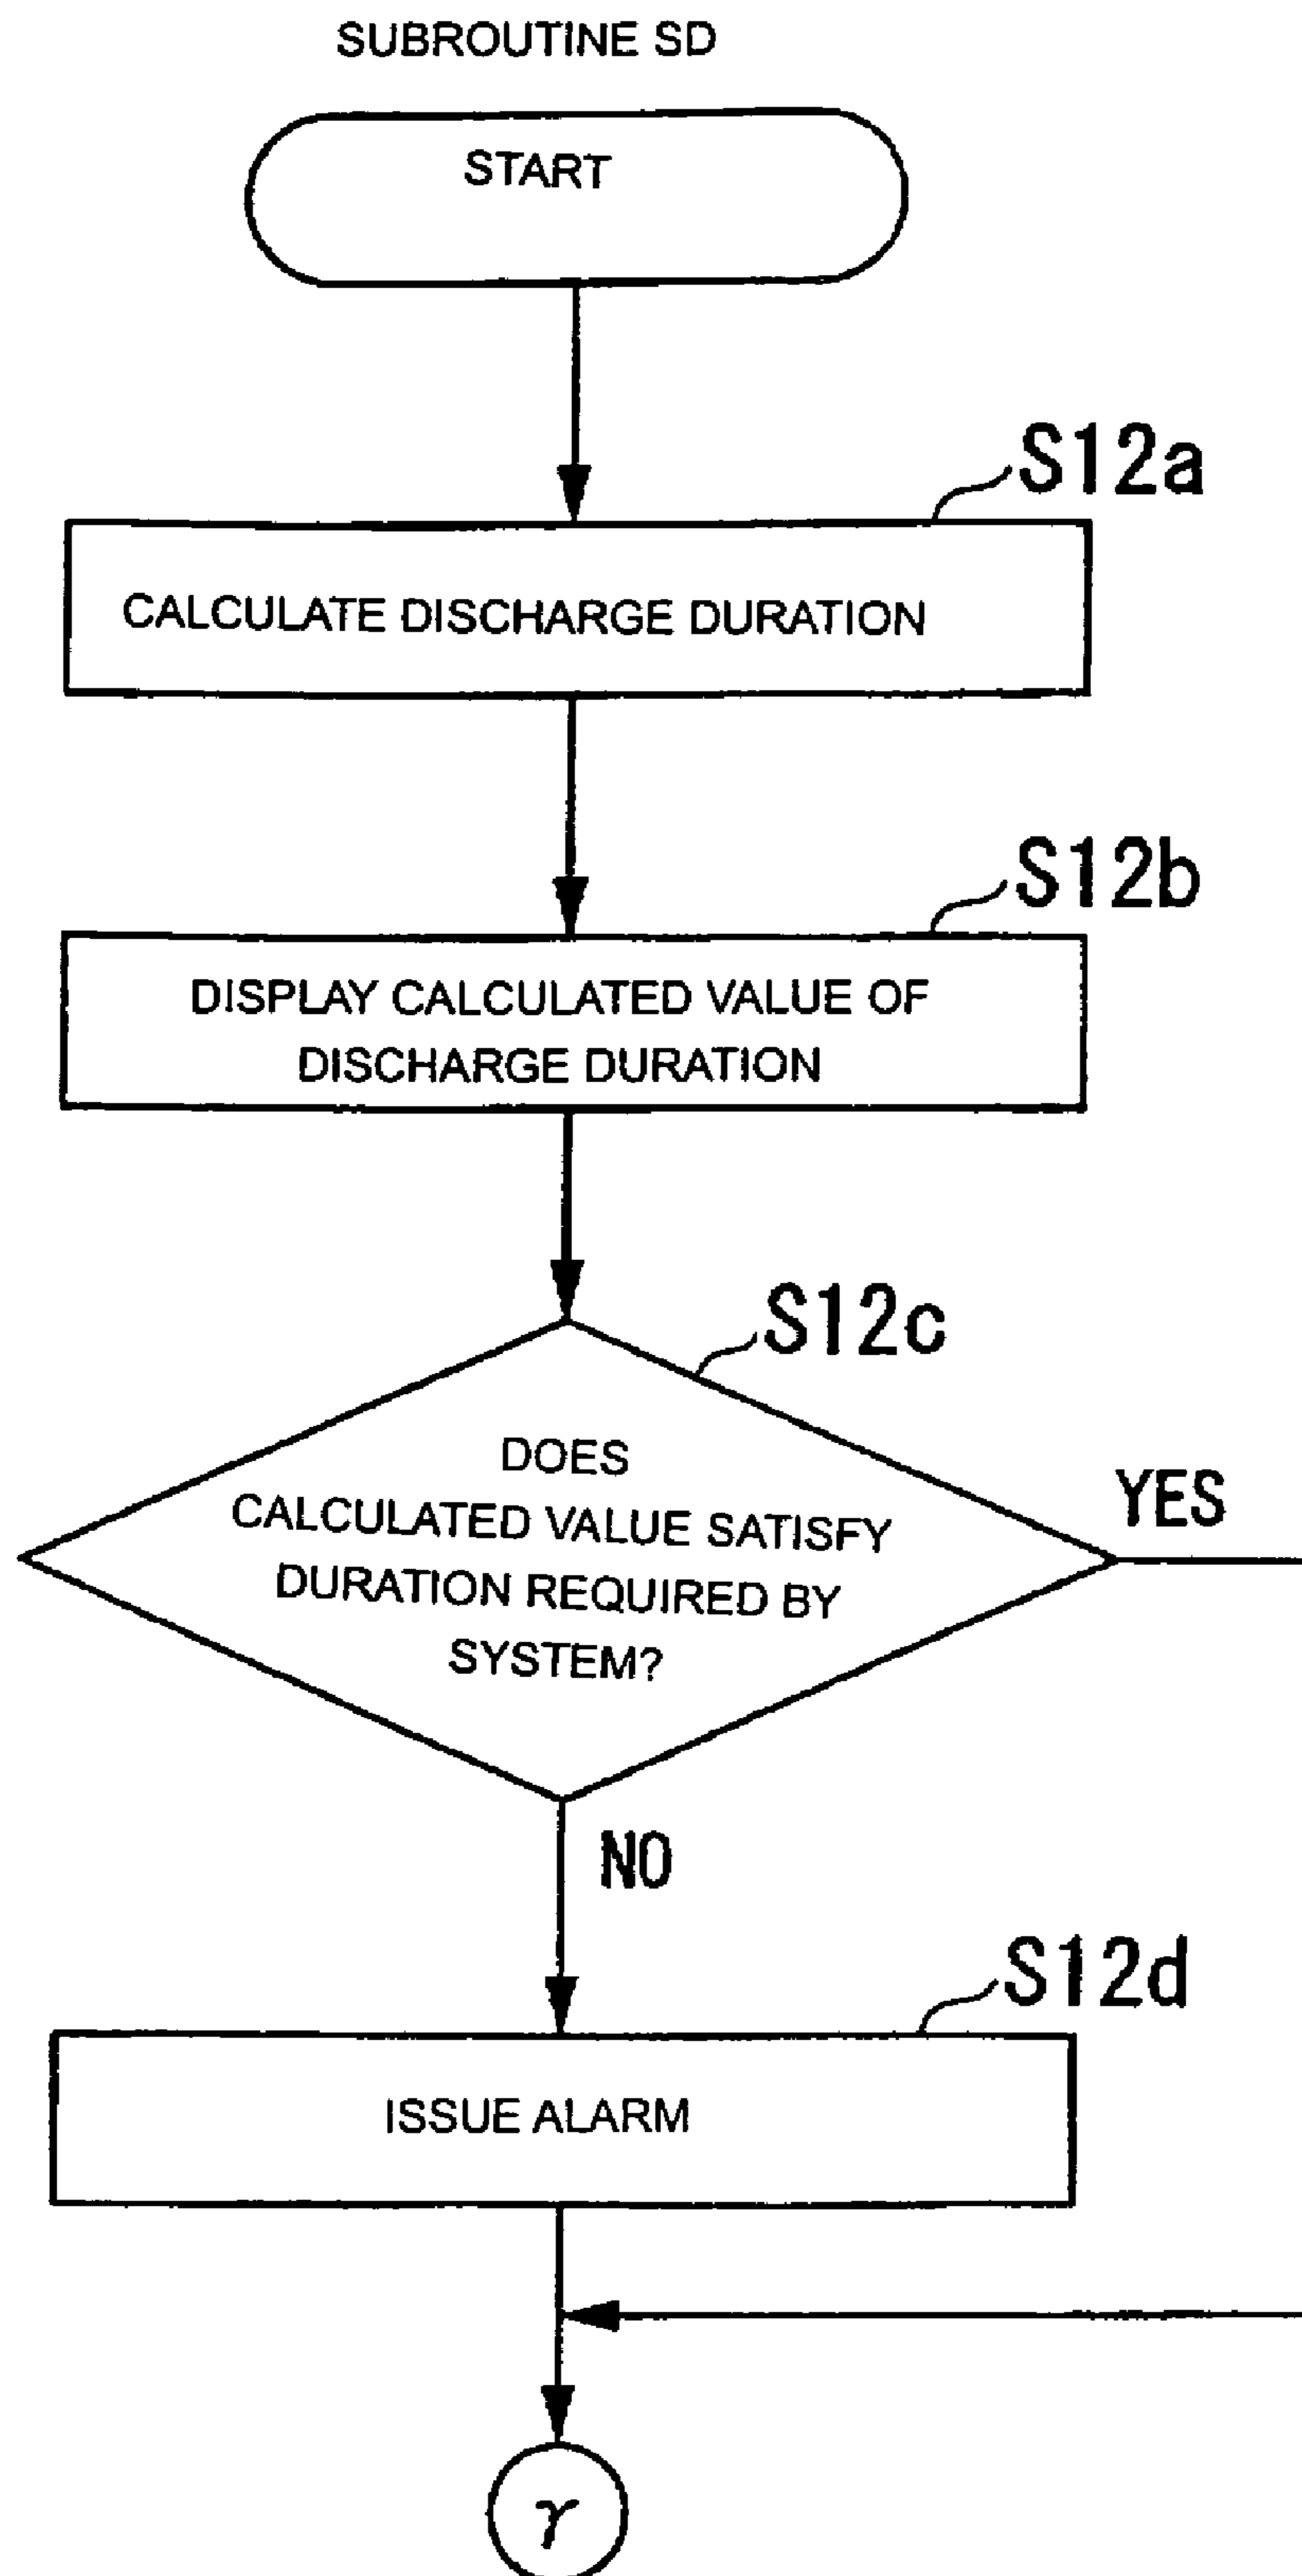 SUBROUTINE SD
START
S12a
CALCULATE DISCHARGE DURATION
S12b
DISPLAY CALCULATED VALUE OF
DISCHARGE DURATION
S12c
DOES
CALCULATED VALUE SATISFY
DURATION REQUIRED BY
SYSTEM?
YES
NO
S12d
ISSUE ALARM
γ